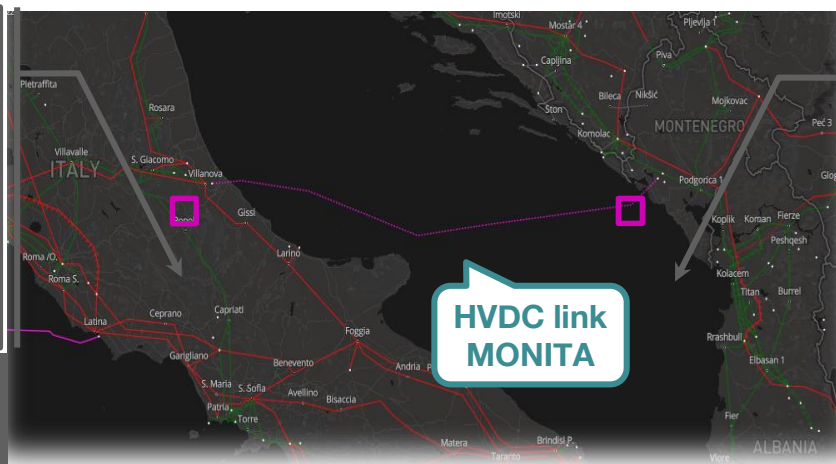 Imotski
Mostar 4
Pljevlja 1
Capljina
Piva
Pietraffita
Rosara
Ston
Bileca
Nikšić
Mojkovac
Komolac
MONTENEGRO
Peć 3
Villavalle
ITALY
S. Giacomo
Villanova
Podgorica 1
Gissi
Koplik
Koman
Fierze
Larino
Peshqesh
Roma /O.
Roma S.
Kolacem
Titan
Burrel
HVDC link
MONITA
Latina
Ceprano
Capriati
Foggia
Rrashbull
Garigliano
Benevento
Andria
Elbasan 1
S. Maria
S. Sofia
Avellino
Bisaccia
Patria
Torre
Fier
Matera
Brindisi P.
ALBANIA
Taranto
Vlore